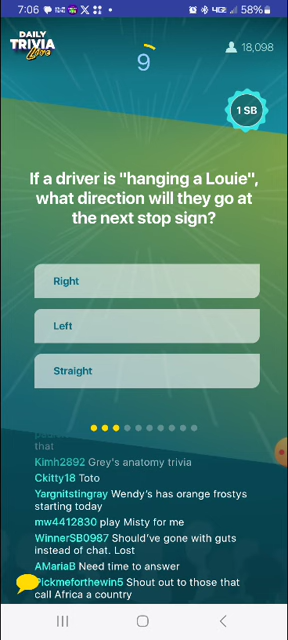 7:06
58%
DAILY
TRIVIA
Live
9
18,098
1 SB
If a driver is "hanging a Louie",
what direction will they go at
the next stop sign?
Right
Left
Straight
that
Kimh2892 Grey's anatomy trivia
Ckitty18 Toto
Yargnitstingray Wendy's has orange frostys
starting today
mw4412830 play Misty for me
WinnerSB0987 Should've gone with guts
instead of chat. Lost
AMariaB Need time to answer
Pickmeforthewin5 Shout out to those that
call Africa a country